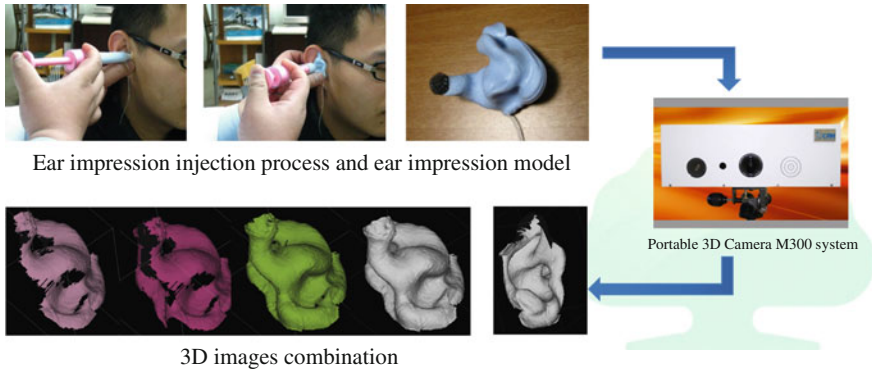 Ear impression injection process and ear impression model
Portable 3D Camera M300 system
3D images combination